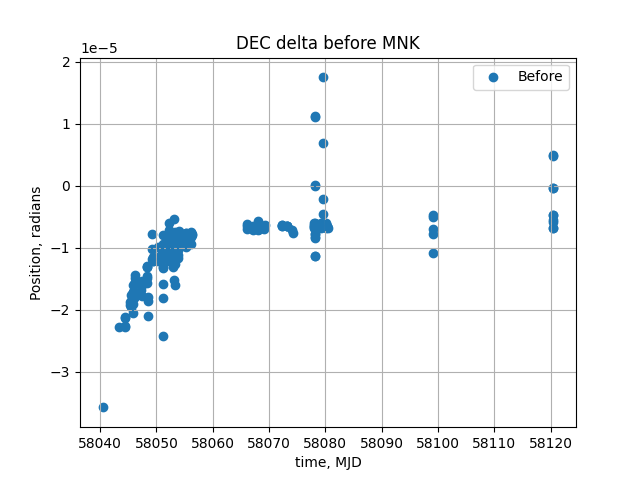 DEC delta before MNK
1e−5
Before
2
1
0
−1
−2
−3
Position, radians
58040 58050 58060 58070 58080 58090 58100 58110 58120
time, MJD